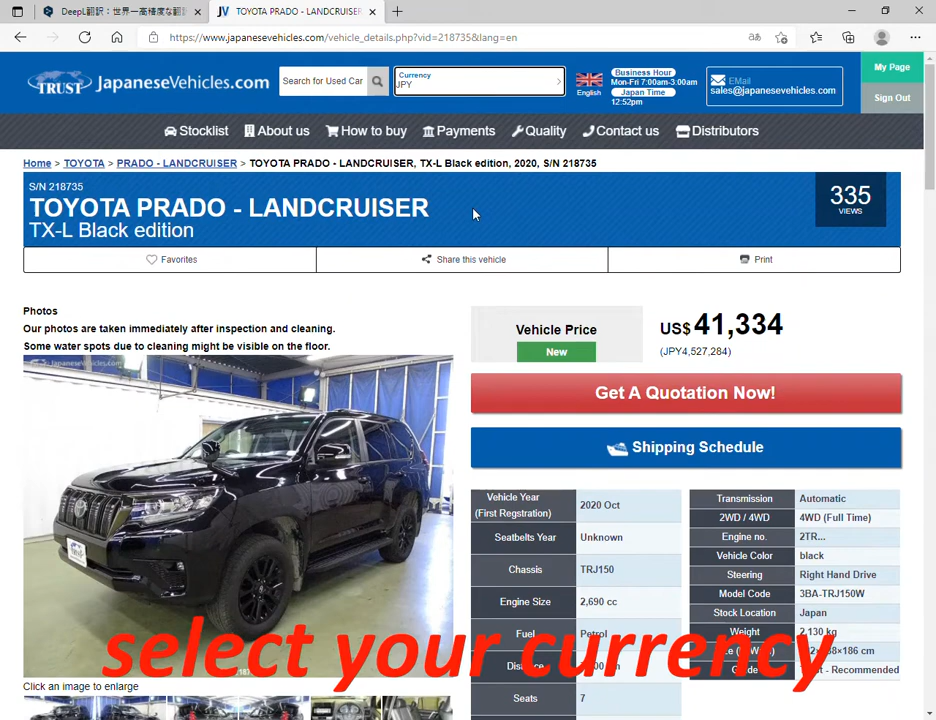 DeepL翻訳：世界一高精度な翻訳
TOYOTA PRADO - LANDCRUISER
https://www.japanesevehicles.com/vehicle_details.php?vid=218735&lang=en
TRUST JapaneseVehicles.com
Search for Used Car
Currency
JPY
English
Business Hour
Mon-Fri 7:00am-3:00am
Japan Time
12:52pm
EMail
sales@japanesevehicles.com
My Page
Sign Out
Stocklist About us How to buy Payments Quality Contact us Distributors
Home > TOYOTA > PRADO - LANDCRUISER > TOYOTA PRADO - LANDCRUISER, TX-L Black edition, 2020, S/N 218735
S/N 218735
TOYOTA PRADO - LANDCRUISER
TX-L Black edition
335
VIEWS
Favorites Share this vehicle Print
Photos
Our photos are taken immediately after inspection and cleaning.
Some water spots due to cleaning might be visible on the floor.
JapaneseVehicles.com
Click an image to enlarge
Vehicle Price
New
US$ 41,334
(JPY4,527,284)
Get A Quotation Now!
Shipping Schedule
Vehicle Year
(First Regstration) 2020 Oct
Seatbelts Year Unknown
Chassis TRJ150
Engine Size 2,690 cc
Fuel Petrol
Seats 7
Transmission Automatic
2WD / 4WD 4WD (Full Time)
Engine no. 2TR...
Vehicle Color black
Steering Right Hand Drive
Model Code 3BA-TRJ150W
Stock Location Japan
Weight 2,130 kg
Recommended
select your currency